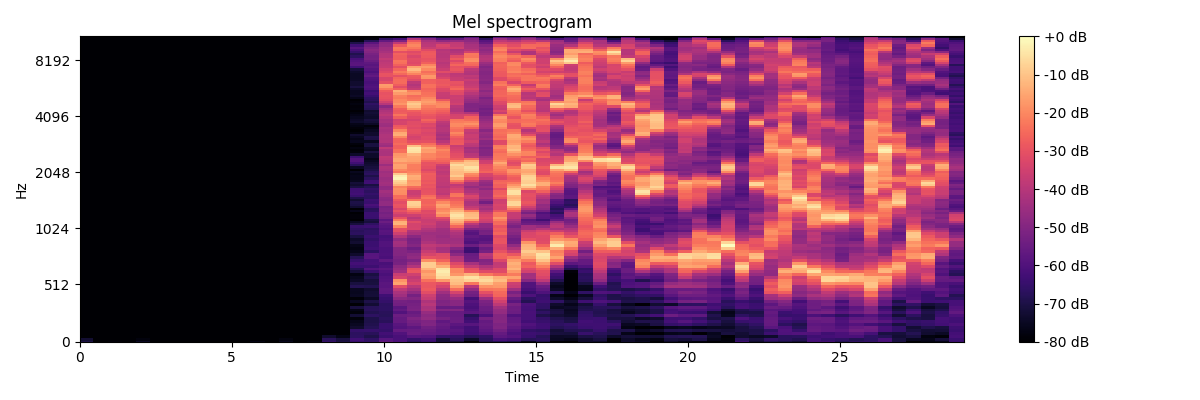 Mel spectrogram
8192
4096
2048
1024
512
0
Hz
0 5 10 15 20 25
Time
+0 dB
-10 dB
-20 dB
-30 dB
-40 dB
-50 dB
-60 dB
-70 dB
-80 dB